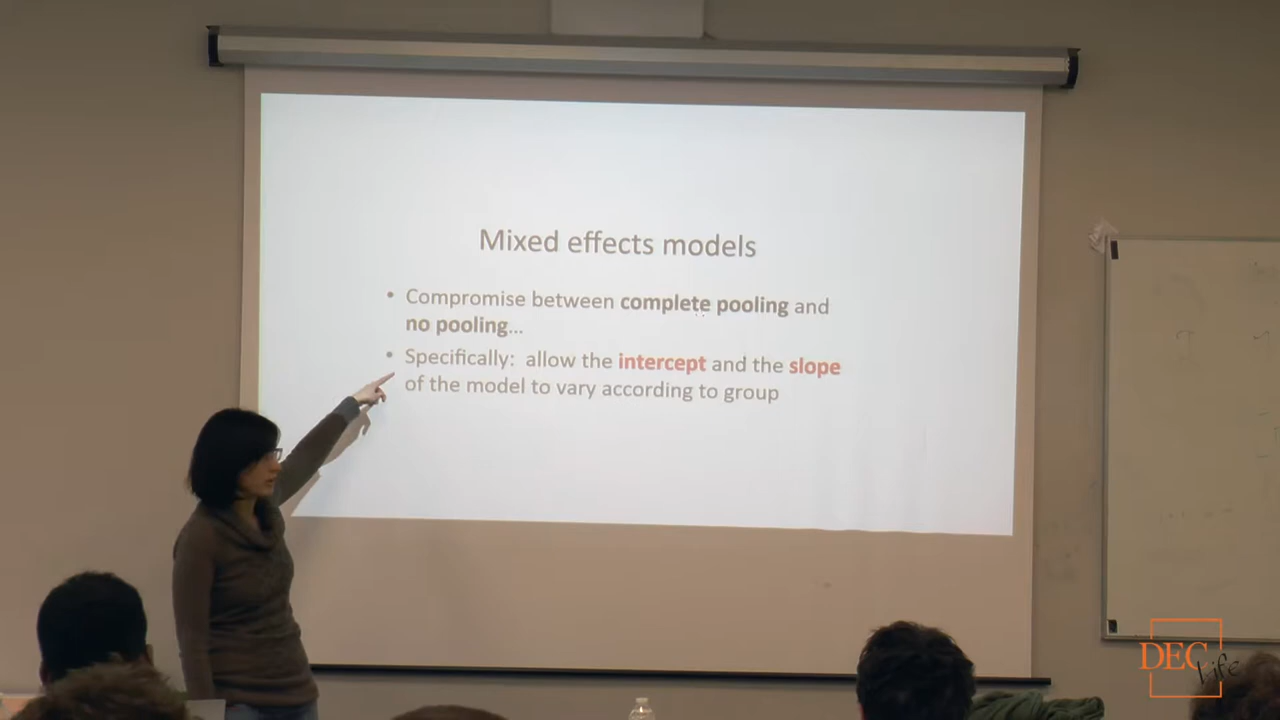 Mixed effects models
• Compromise between complete pooling and
no pooling...
• Specifically: allow the intercept and the slope
of the model to vary according to group
DEC
Life